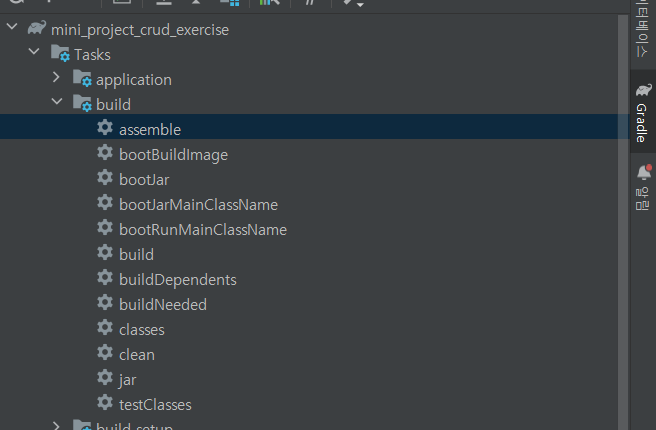 mini_project_crud_exercise
Tasks
application
build
assemble
bootBuildImage
bootJar
bootJarMainClassName
bootRunMainClassName
build
buildDependents
buildNeeded
classes
clean
jar
testClasses
build setup
이터베이스
Gradle
알림